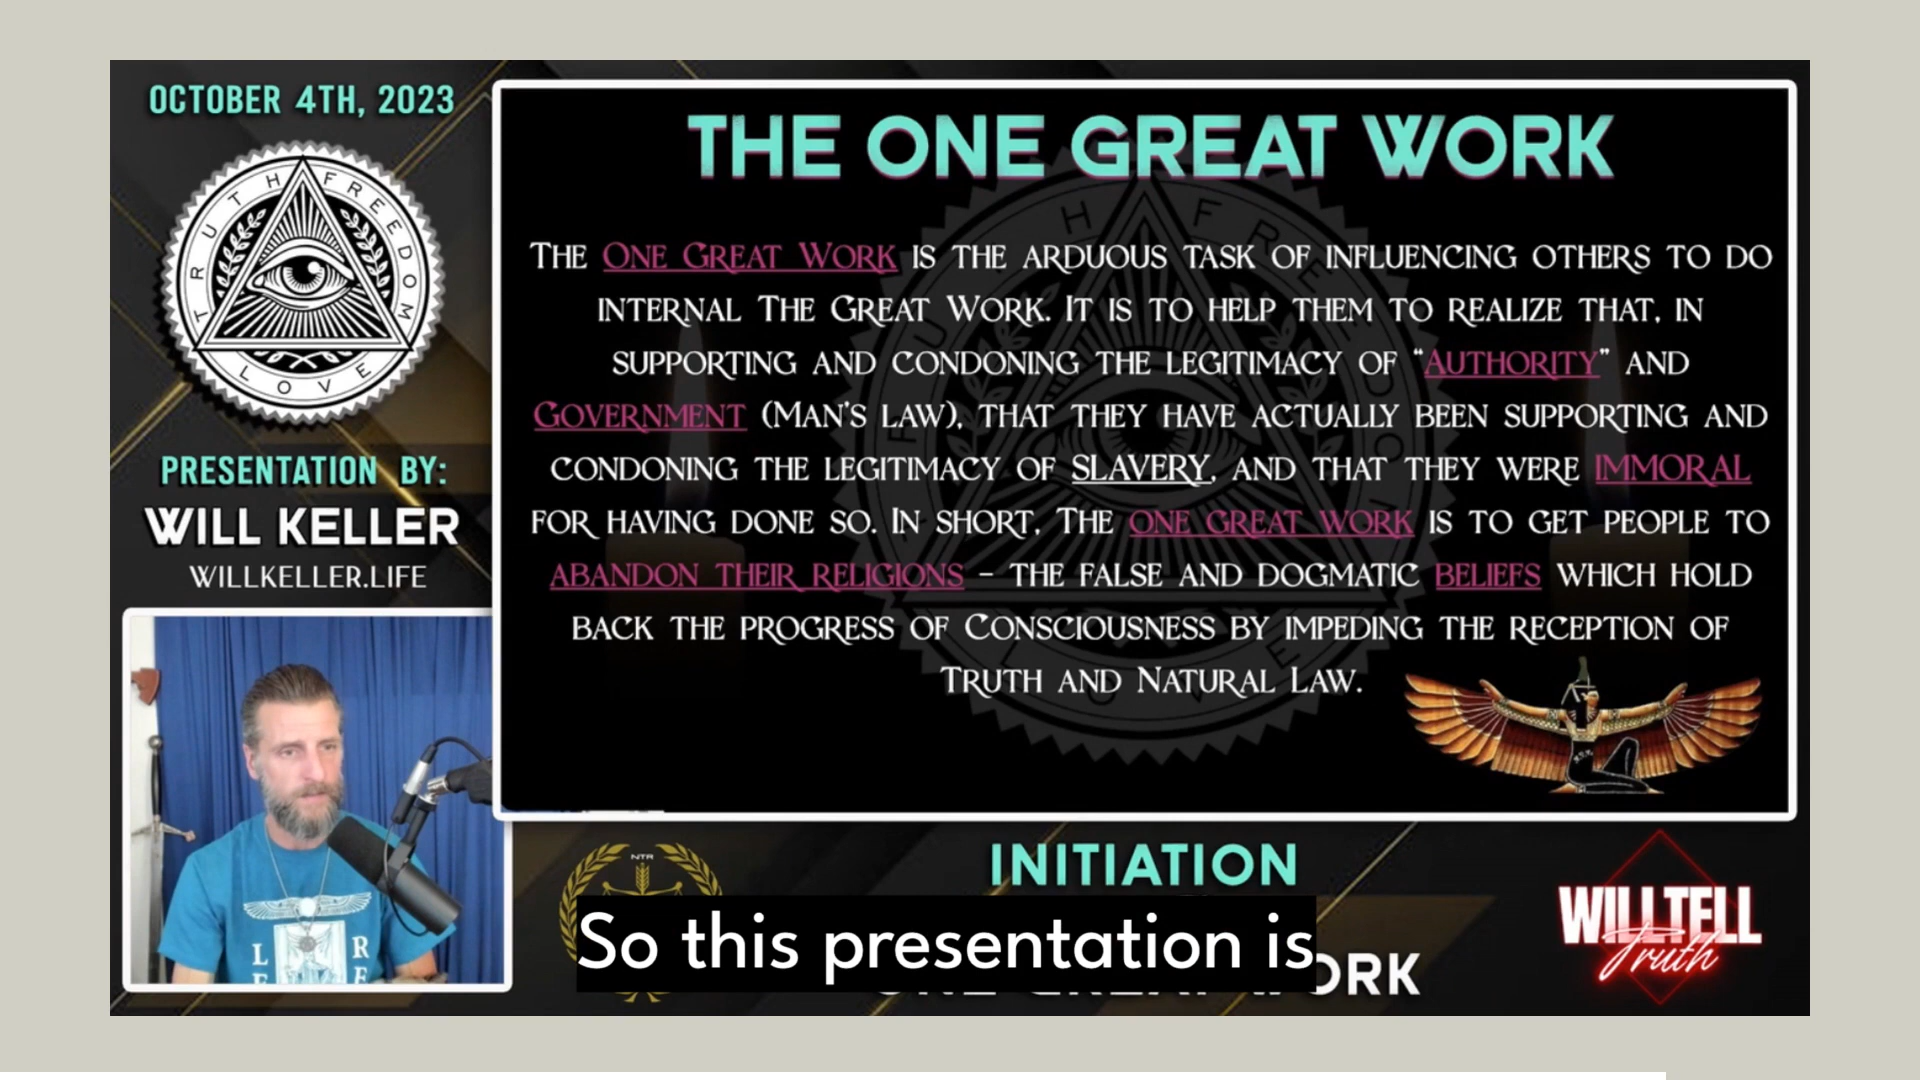 OCTOBER 4TH, 2023
TRUTH FREEDOM
LOVE
PRESENTATION BY:
WILL KELLER
WILLKELLER.LIFE
THE ONE GREAT WORK
THE ONE GREAT WORK IS THE ARDUOUS TASK OF INFLUENCING OTHERS TO DO
INTERNAL THE GREAT WORK. IT IS TO HELP THEM TO REALIZE THAT, IN
SUPPORTING AND CONDONING THE LEGITIMACY OF “AUTHORITY” AND
GOVERNMENT (MAN'S LAW), THAT THEY HAVE ACTUALLY BEEN SUPPORTING AND
CONDONING THE LEGITIMACY OF SLAVERY, AND THAT THEY WERE IMMORAL
FOR HAVING DONE SO. IN SHORT, THE ONE GREAT WORK IS TO GET PEOPLE TO
ABANDON THEIR RELIGIONS – THE FALSE AND DOGMATIC BELIEFS WHICH HOLD
BACK THE PROGRESS OF CONSCIOUSNESS BY IMPEDING THE RECEPTION OF
TRUTH AND NATURAL LAW.
L R
E E
NTR
INITIATION
So this presentation is
WILLTELL
Truth